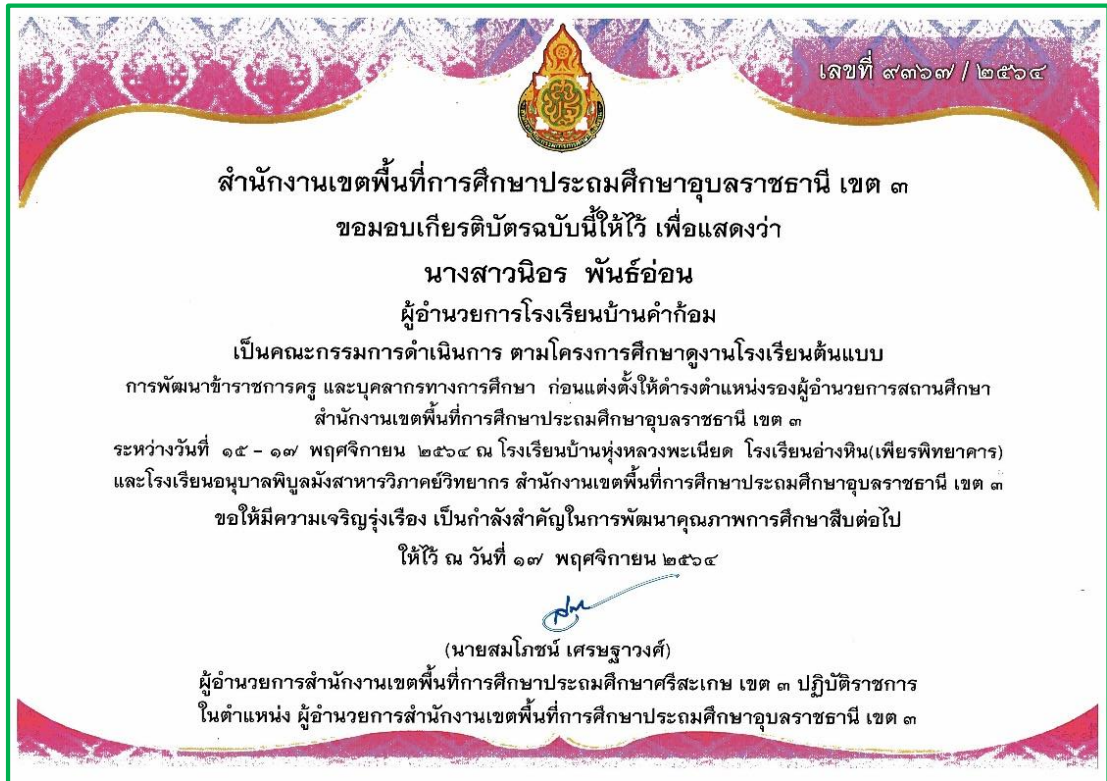 เลขที่ ๙๓๖๗ / ๒๕๖๔
สำนักงานเขตพื้นที่การศึกษาประถมศึกษาอุบลราชธานี เขต ๓
ขอมอบเกียรติบัตรฉบับนี้ให้ไว้ เพื่อแสดงว่า
นางสาวนิอร พันธ์อ่อน
ผู้อำนวยการโรงเรียนบ้านคำก้อม
เป็นคณะกรรมการดำเนินการ ตามโครงการศึกษาดูงานโรงเรียนต้นแบบ
การพัฒนาข้าราชการครู และบุคลากรทางการศึกษา ก่อนแต่งตั้งให้ดำรงตำแหน่งรองผู้อำนวยการสถานศึกษา
สำนักงานเขตพื้นที่การศึกษาประถมศึกษาอุบลราชธานี เขต ๓
ระหว่างวันที่ ๑๕ – ๑๗ พฤศจิกายน ๒๕๖๔ ณ โรงเรียนบ้านหุ่งหลวงพะเนียด โรงเรียนอ่างหิน(เพียรพิทยาคาร)
และโรงเรียนอนุบาลพิบูลมังสาหารวิภาคย์วิทยากร สำนักงานเขตพื้นที่การศึกษาประถมศึกษาอุบลราชธานี เขต ๓
ขอให้มีความเจริญรุ่งเรือง เป็นกำลังสำคัญในการพัฒนาคุณภาพการศึกษาสืบต่อไป
ให้ไว้ ณ วันที่ ๑๗ พฤศจิกายน ๒๕๖๔
(นายสมโภชน์ เศรษฐาวงศ์)
ผู้อำนวยการสำนักงานเขตพื้นที่การศึกษาประถมศึกษาศรีสะเกษ เขต ๓ ปฏิบัติราชการ
ในตำแหน่ง ผู้อำนวยการสำนักงานเขตพื้นที่การศึกษาประถมศึกษาอุบลราชธานี เขต ๓